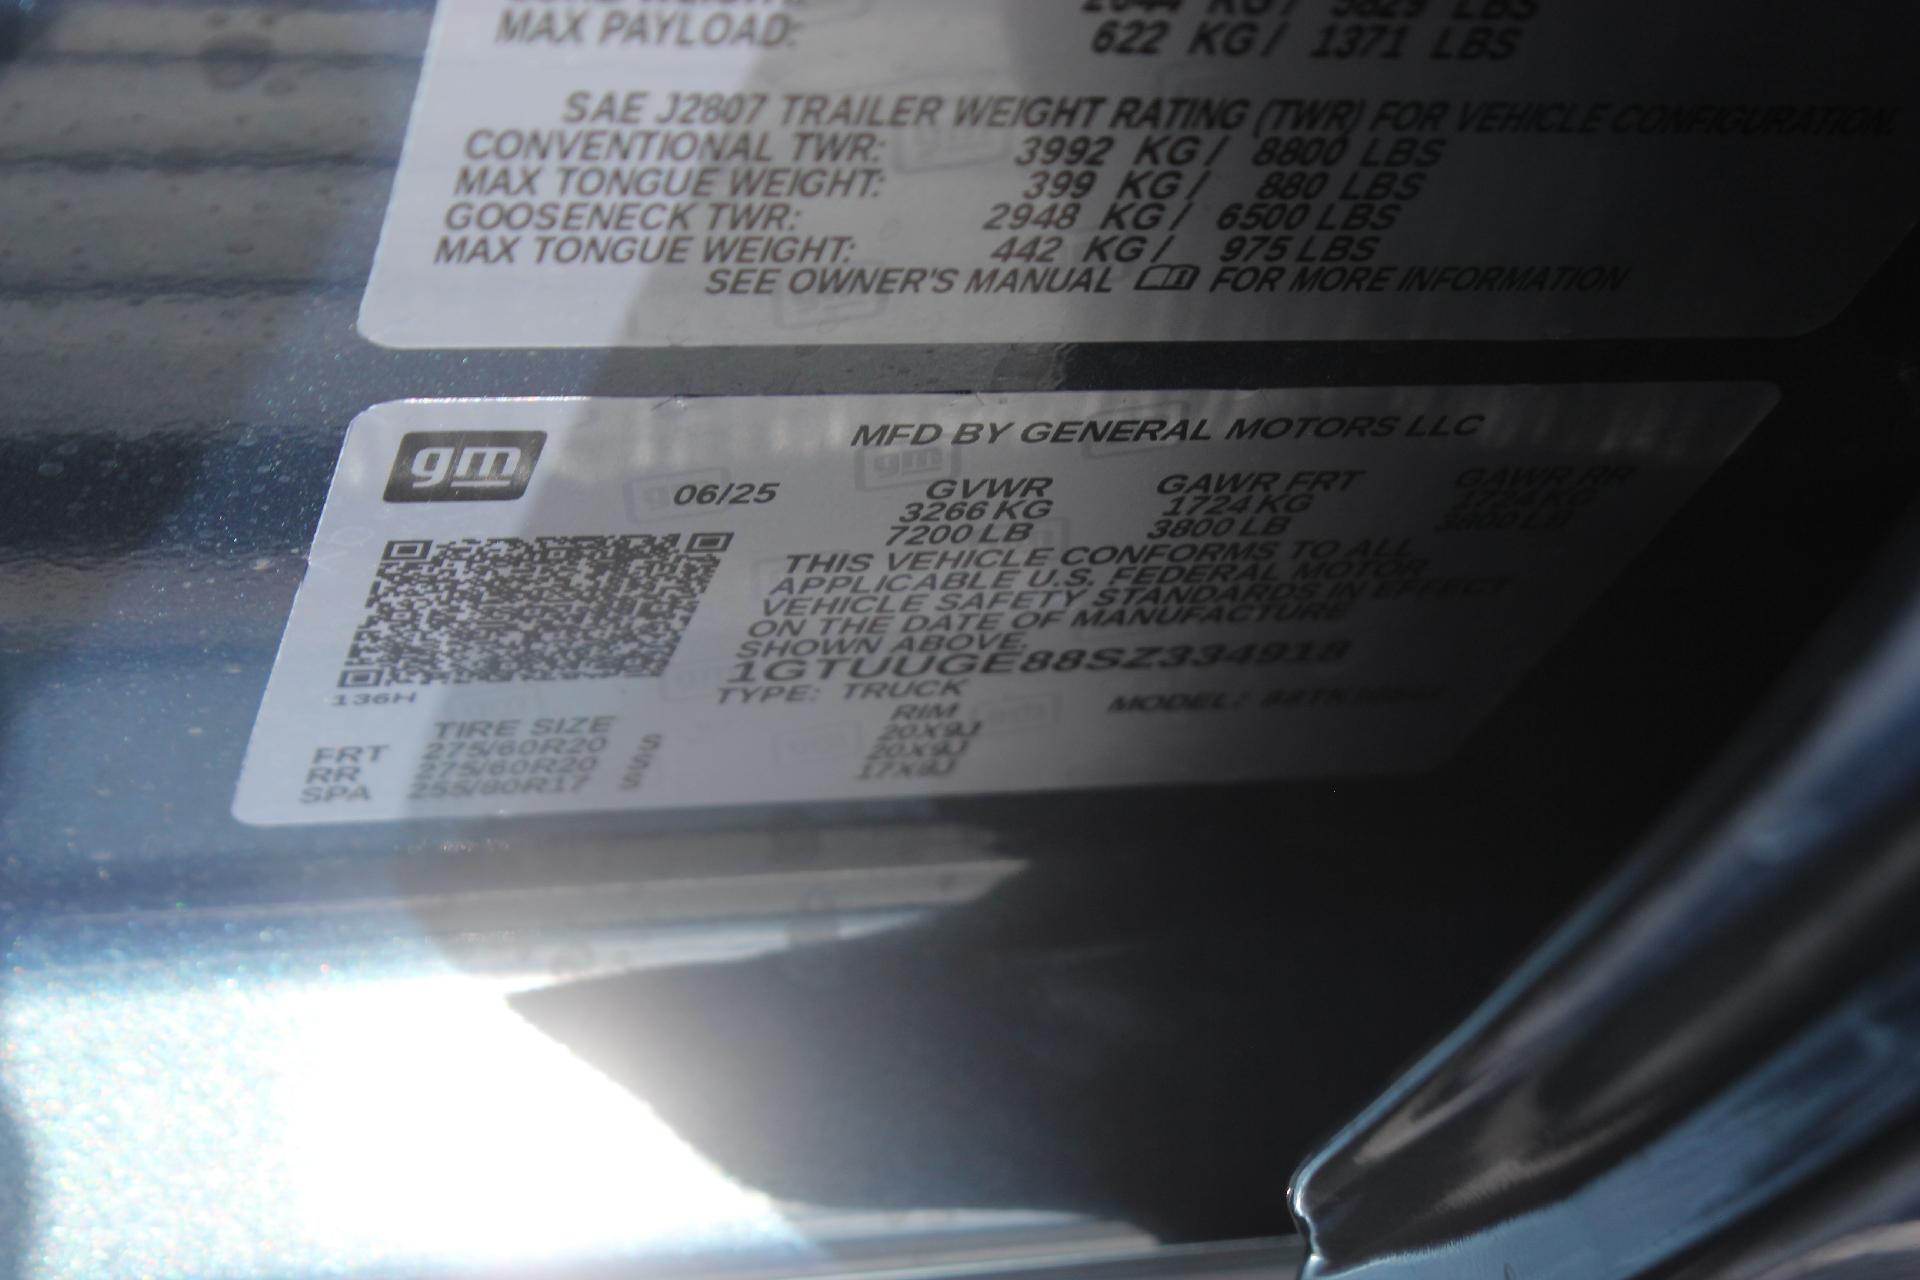 MAX PAYLOAD: 622 KG / 1371 LBS
SAE J2807 TRAILER WEIGHT RATING (TWR) FOR VEHICLE CONFIGURATION.
CONVENTIONAL TWR: 3992 KG / 8800 LBS
MAX TONGUE WEIGHT: 399 KG / 880 LBS
GOOSENECK TWR: 2948 KG / 6500 LBS
MAX TONGUE WEIGHT: 442 KG / 975 LBS
SEE OWNER'S MANUAL FOR MORE INFORMATION
gm
MFD BY GENERAL MOTORS LLC
06/25 GVWR GAWR FRT GAWR RR
3266 KG 1724 KG 1724 KG
7200 LB 3800 LB 3800 LB
THIS VEHICLE CONFORMS TO ALL
APPLICABLE U.S. FEDERAL MOTOR
VEHICLE SAFETY STANDARDS IN EFFECT
ON THE DATE OF MANUFACTURE
SHOWN ABOVE.
1GTUUGE88SZ334918
136H
TYPE: TRUCK MODEL:
TIRE SIZE RIM
FRT 275/60R20 S 20X9J
RR 275/60R20 S 20X9J
SPA 255/80R17 S 17X8J